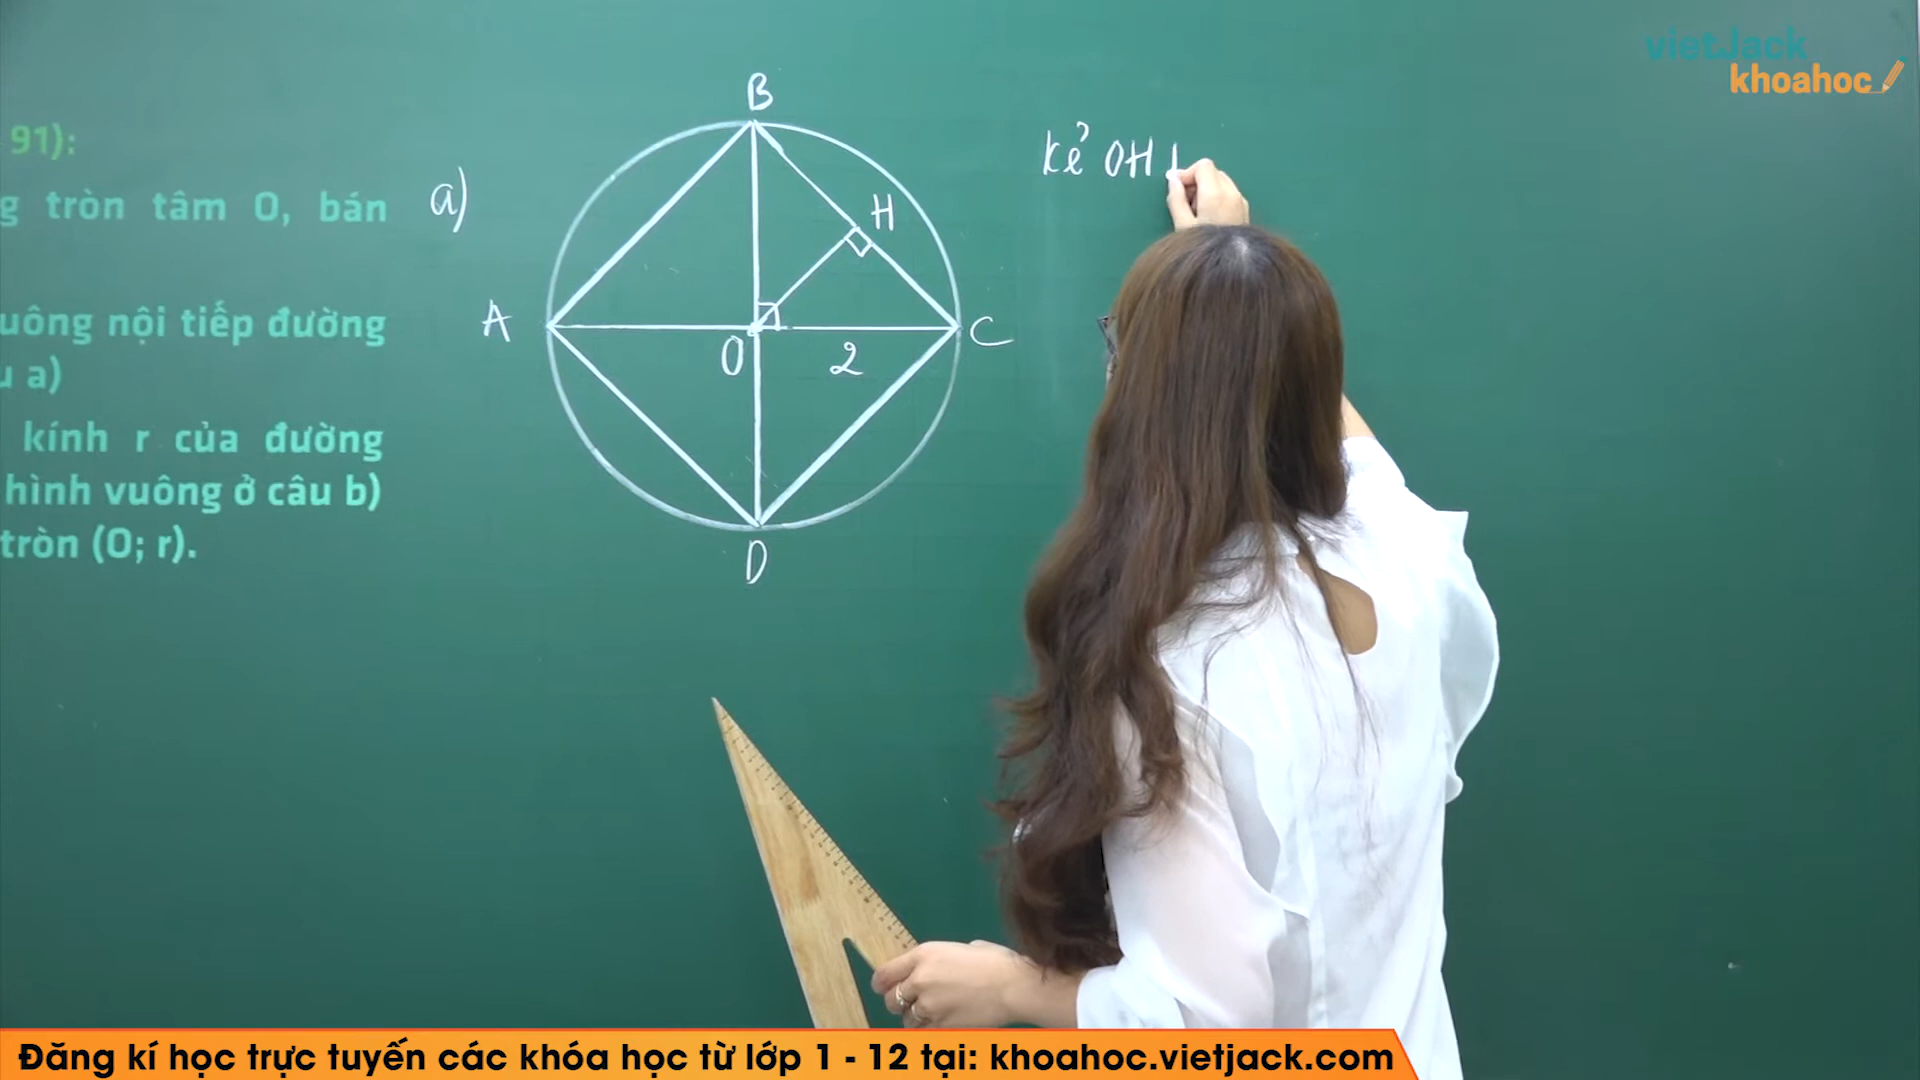 vietJack
khoahoc
91):
g tròn tâm O, bán
uông nội tiếp đường
u a)
kính r của đường
hình vuông ở câu b)
tròn (O; r).
a)
B
H
A
O
2
C
D
Kẻ OH ⊥
Đăng kí học trực tuyến các khóa học từ lớp 1 - 12 tại: khoahoc.vietjack.com